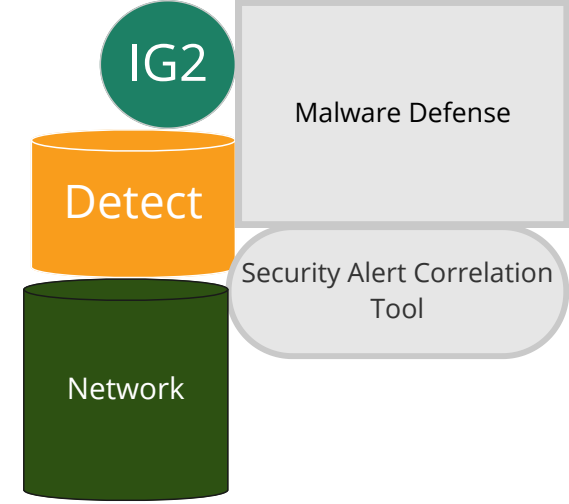 IG2
Malware Defense
Detect
Security Alert Correlation
Tool
Network